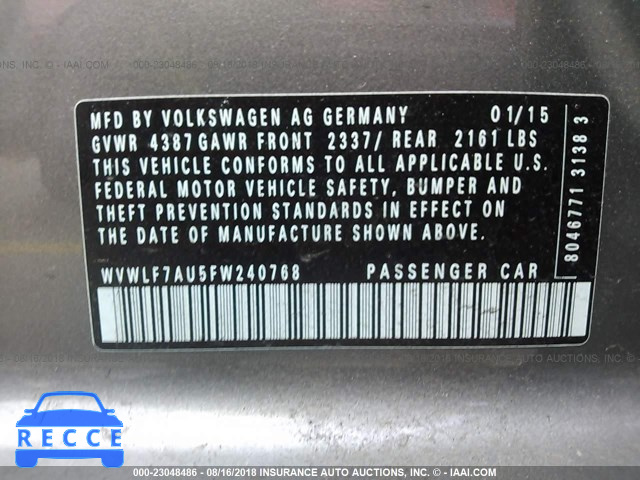 MFD BY VOLKSWAGEN AG GERMANY 01/15
GVWR 4387 GAWR FRONT 2337/ REAR 2161 LBS
THIS VEHICLE CONFORMS TO ALL APPLICABLE U.S.
FEDERAL MOTOR VEHICLE SAFETY, BUMPER AND
THEFT PREVENTION STANDARDS IN EFFECT ON
THE DATE OF MANUFACTURE SHOWN ABOVE.
WVWLF7AU5FW240768 PASSENGER CAR
8046771 3138 3
RECCE
000-23048486 - 08/16/2018 INSURANCE AUTO AUCTIONS, INC. - © - IAAI.COM